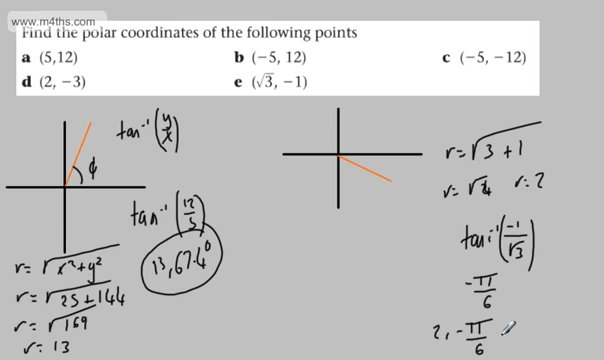 www.m4ths.com
Find the polar coordinates of the following points
a (5,12)
b (−5, 12)
c (−5, −12)
d (2, −3)
e (√3, −1)
tan⁻¹(y/x)
ϕ
tan⁻¹(12/5)
13, 67.4°
r = √x² + y²
r = √25 + 144
r = √169
r = 13
r = √3 + 1
r = √4 r = 2
tan⁻¹(−1/√3)
−π/6
2, −π/6